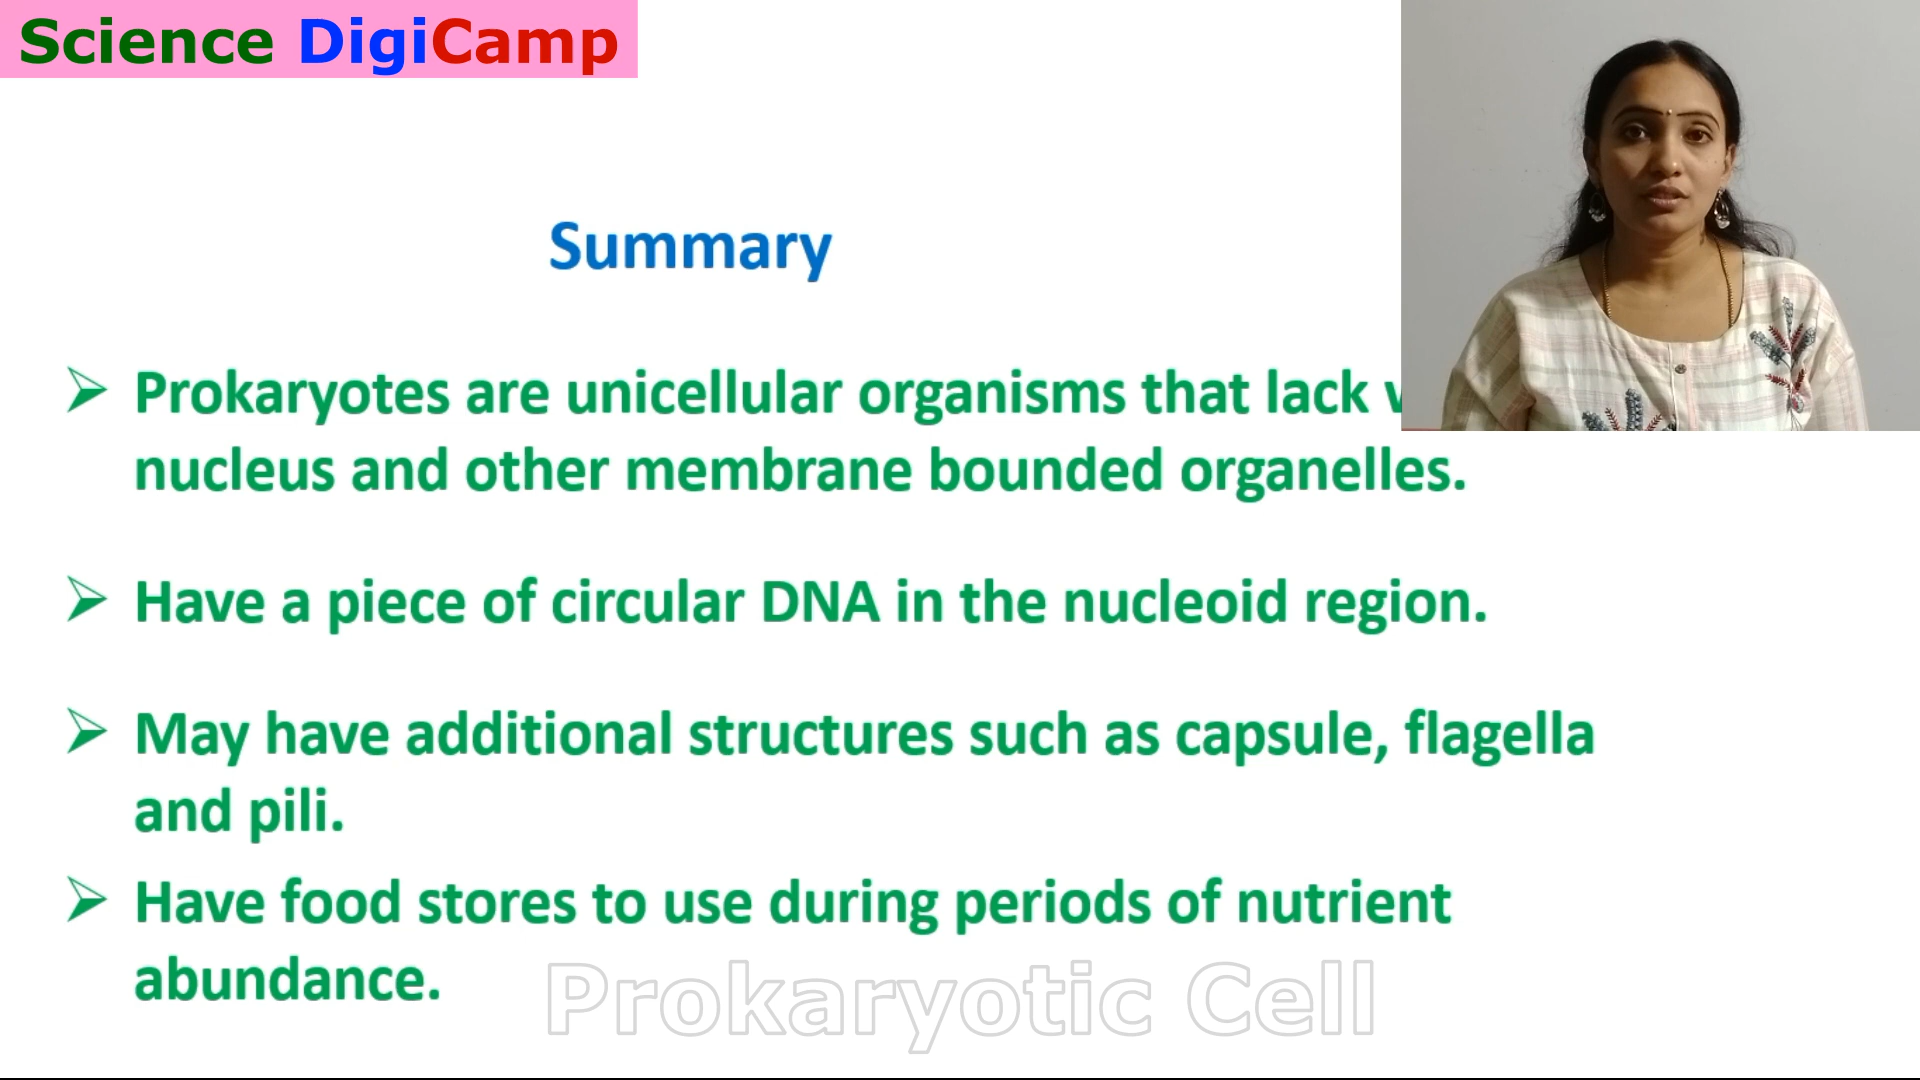 Science DigiCamp
Summary
Prokaryotes are unicellular organisms that lack
nucleus and other membrane bounded organelles.
Have a piece of circular DNA in the nucleoid region.
May have additional structures such as capsule, flagella
and pili.
Have food stores to use during periods of nutrient
abundance.
Prokaryotic Cell